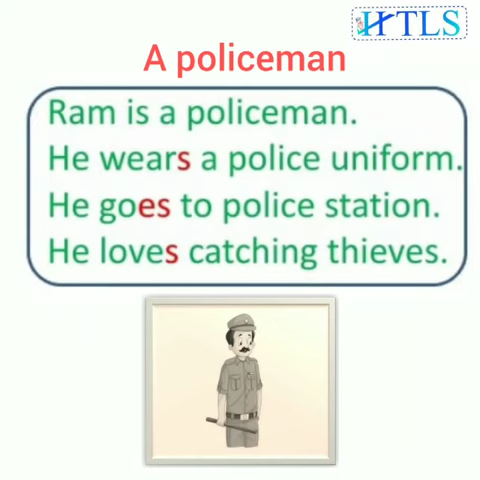 HTLS
A policeman
Ram is a policeman.
He wears a police uniform.
He goes to police station.
He loves catching thieves.